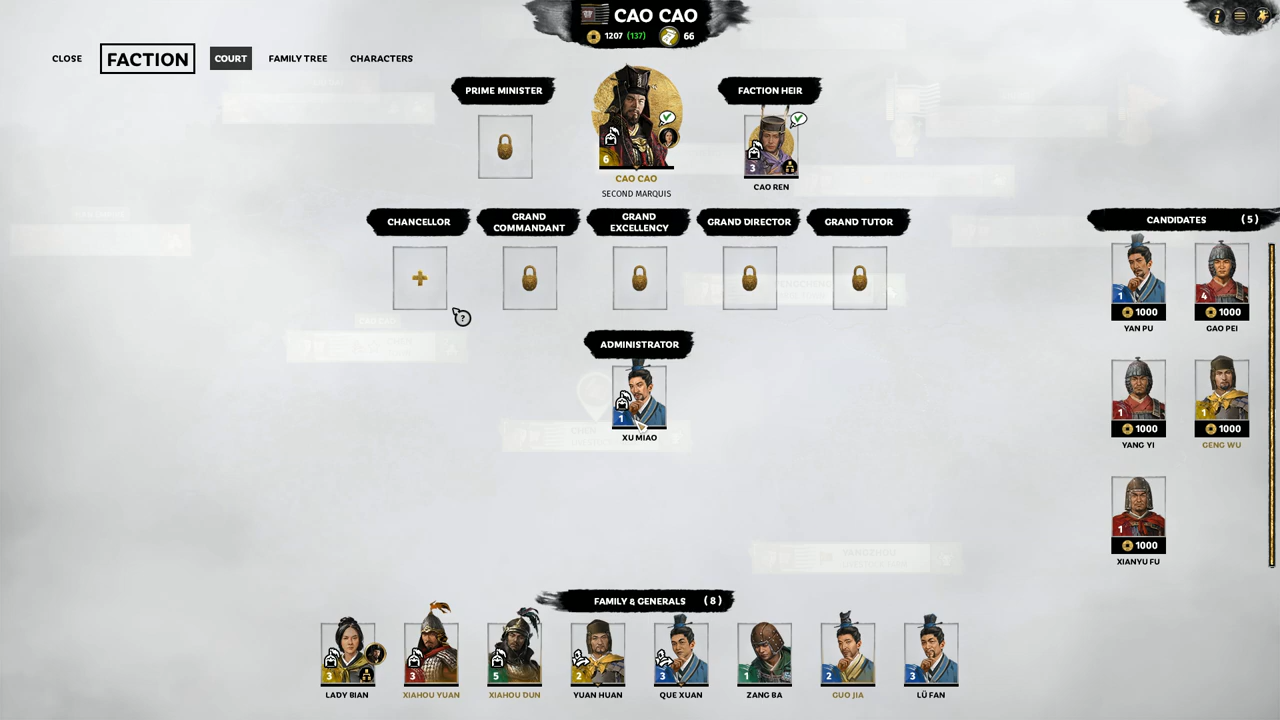 CAO CAO
1207 (137) 66
CLOSE FACTION COURT FAMILY TREE CHARACTERS
PRIME MINISTER
FACTION HEIR
6
3
CAO CAO
SECOND MARQUIS
CAO REN
CHANCELLOR
GRAND
COMMANDANT
GRAND
EXCELLENCY
GRAND DIRECTOR
GRAND TUTOR
CANDIDATES (5)
1
1000
YAN PU
4
1000
GAO PEI
ADMINISTRATOR
1
XU MIAO
1
1000
YANG YI
1
1000
GENG WU
1
1000
XIANYU FU
FAMILY & GENERALS (8)
3
LADY BIAN
3
XIAHOU YUAN
5
XIAHOU DUN
2
YUAN HUAN
3
QUE XUAN
1
ZANG BA
2
GUO JIA
3
LÜ FAN